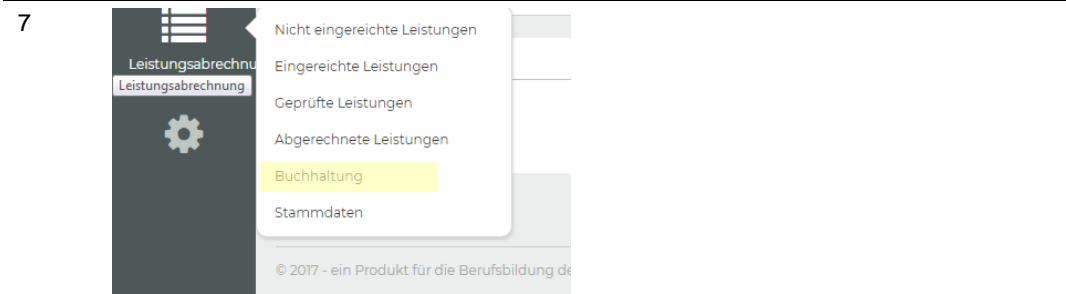 7
Nicht eingereichte Leistungen
Leistungsabrechnu
Eingereichte Leistungen
Leistungsabrechnung
Geprüfte Leistungen
Abgerechnete Leistungen
Buchhaltung
Stammdaten
© 2017 - ein Produkt für die Berufsbildung de